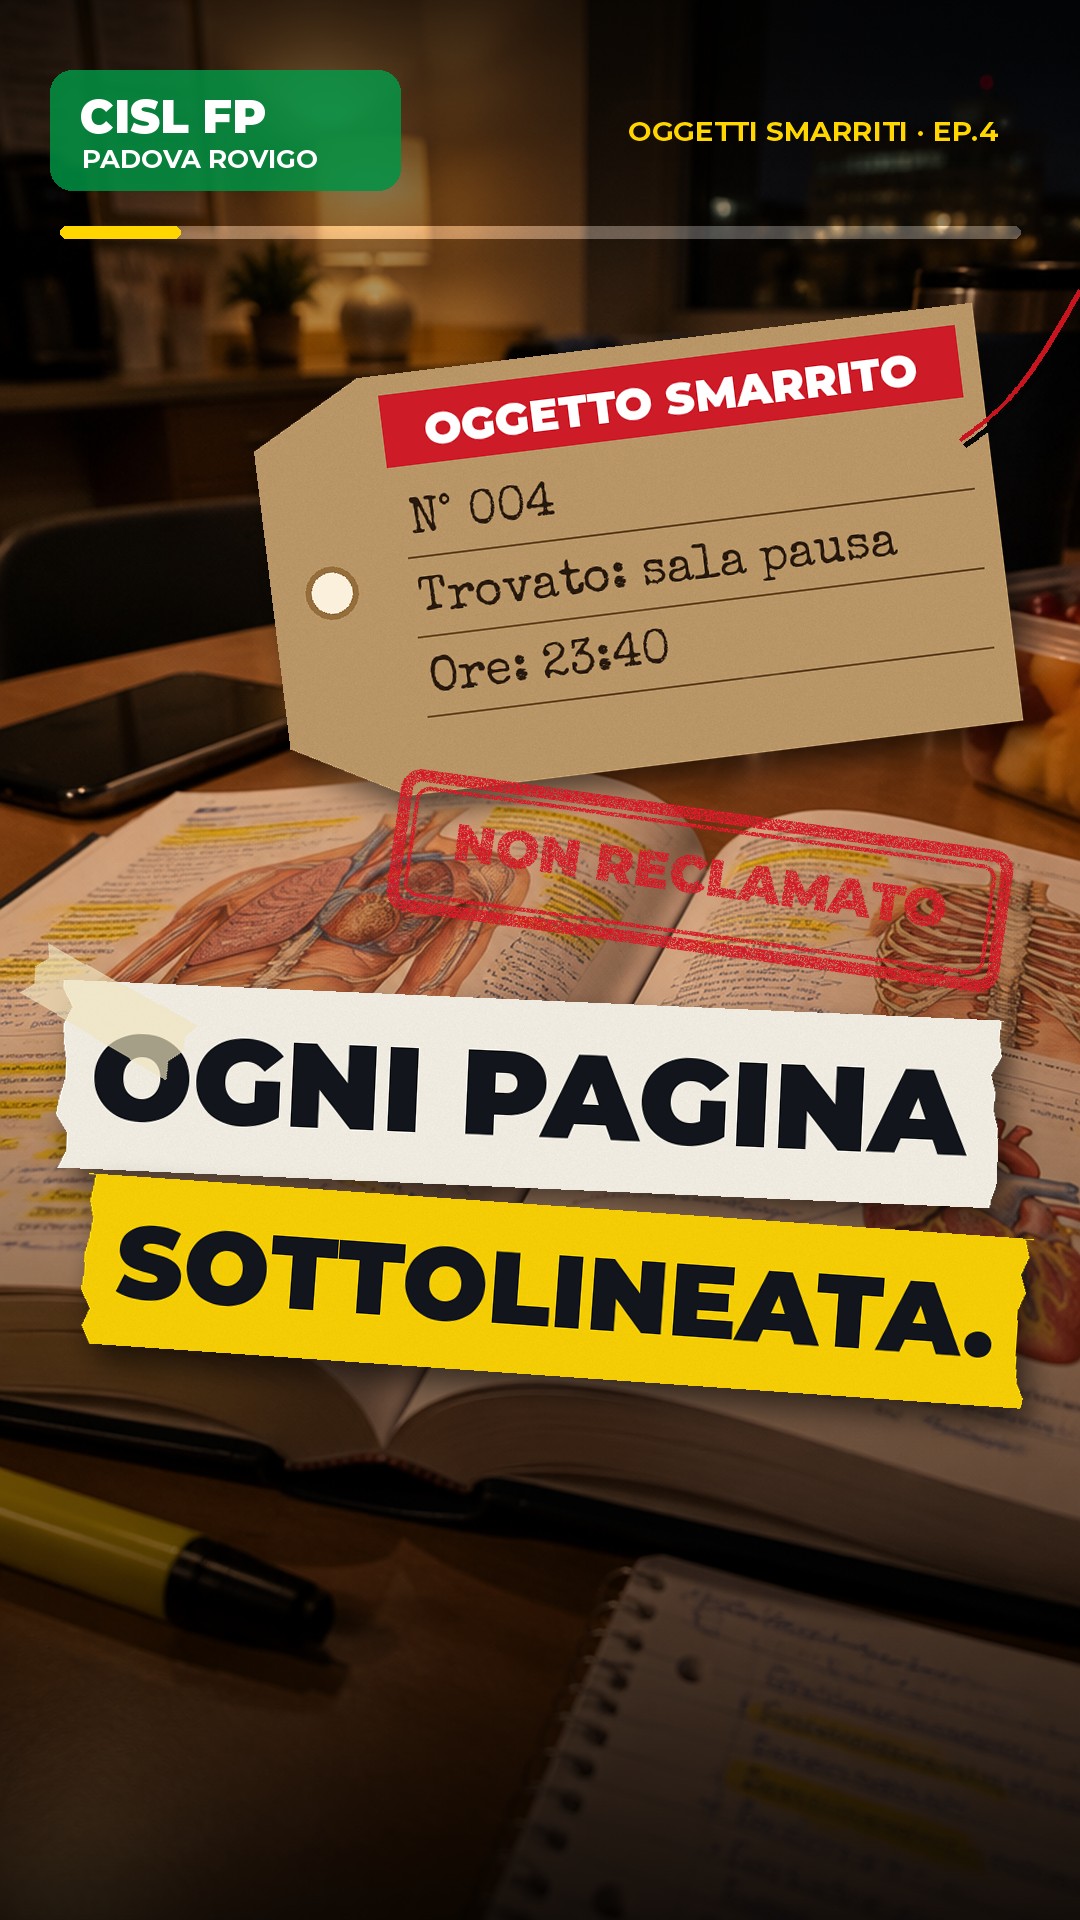 CISL FP
PADOVA ROVIGO
OGGETTI SMARRITI · EP.4
OGGETTO SMARRITO
N° 004
Trovato: sala pausa
Ore: 23:40
NON RECLAMATO
OGNI PAGINA
SOTTOLINEATA.